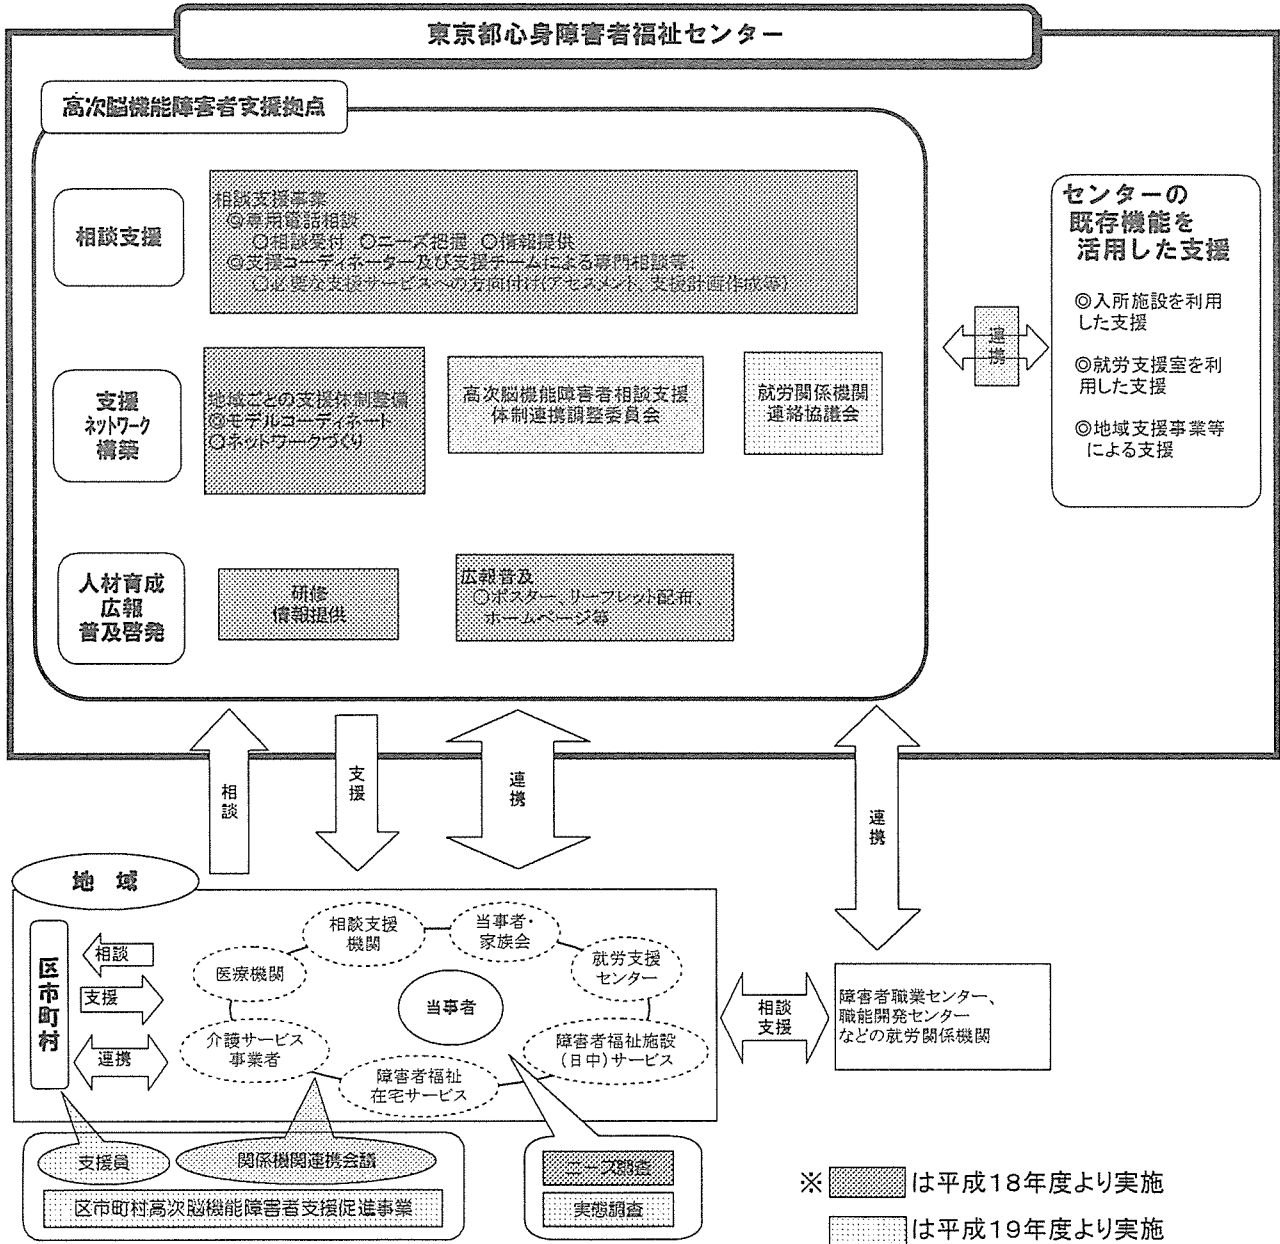 東京都心身障害者福祉センター
高次脳機能障害者支援拠点
相談支援
相談支援事業
◎専用電話相談
○相談受付 ○ニーズ把握 ○情報提供
◎支援コーディネーター及び支援チームによる専門相談等
○必要な支援サービスへの方向付け(アセスメント、支援計画作成等)
支援
ネットワーク
構築
地域ごとの支援体制整備
◎モデルコーディネート
○ネットワークづくり
高次脳機能障害者相談支援
体制連携調整委員会
就労関係機関
連絡協議会
人材育成
広報
普及啓発
研修
情報提供
広報普及
○ポスター、リーフレット配布、
ホームページ等
連携
センターの
既存機能を
活用した支援
◎入所施設を利用
した支援
◎就労支援室を利
用した支援
◎地域支援事業等
による支援
相談
支援
連携
連携
地 域
区市町村
相談
支援
連携
相談支援
機関
当事者・
家族会
医療機関
就労支援
センター
当事者
介護サービス
事業者
障害者福祉施設
(日中)サービス
障害者福祉
在宅サービス
相談
支援
障害者職業センター、
職能開発センター
などの就労関係機関
支援員
関係機関連携会議
区市町村高次脳機能障害者支援促進事業
ニーズ調査
実態調査
※ は平成18年度より実施
は平成19年度より実施